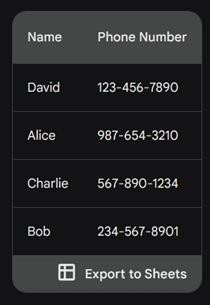 Name Phone Number
David 123-456-7890
Alice 987-654-3210
Charlie 567-890-1234
Bob 234-567-8901
Export to Sheets